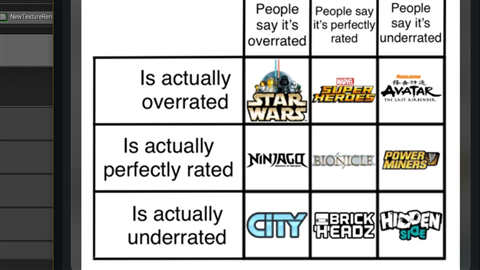 NewTextureRen
People
say it's
overrated
People say
it's perfectly
rated
People
say it's
underrated
Is actually
overrated
STAR
WARS
MARVEL
SUPER
HEROES
NICKELODEON
AVATAR
THE LAST AIRBENDER
Is actually
perfectly rated
NINJAGO
BIONICLE
POWER
MINERS
Is actually
underrated
CITY
BRICK
HEADZ
HIDDEN
SIDE